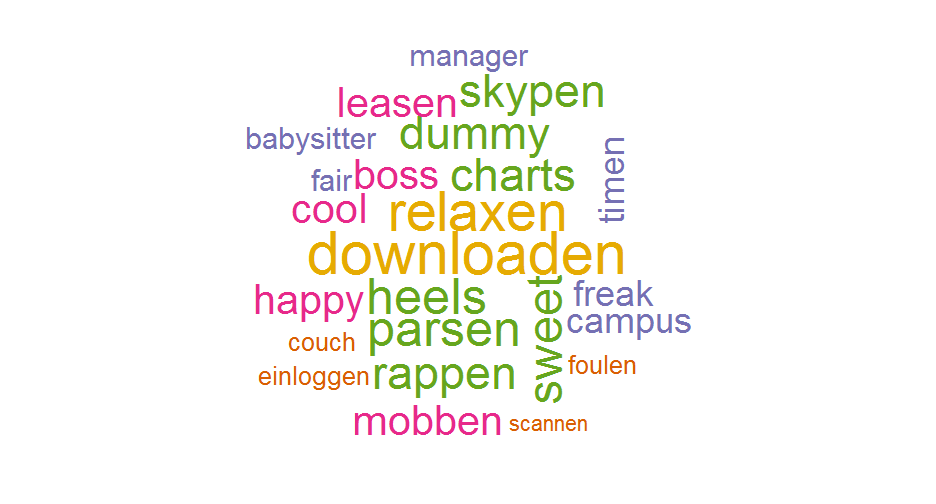 manager
leasen skypen
babysitter dummy
timen
fair boss charts
cool relaxen
downloaden
happy heels freak
sweet
parsen campus
couch
einloggen rappen foulen
mobben scannen